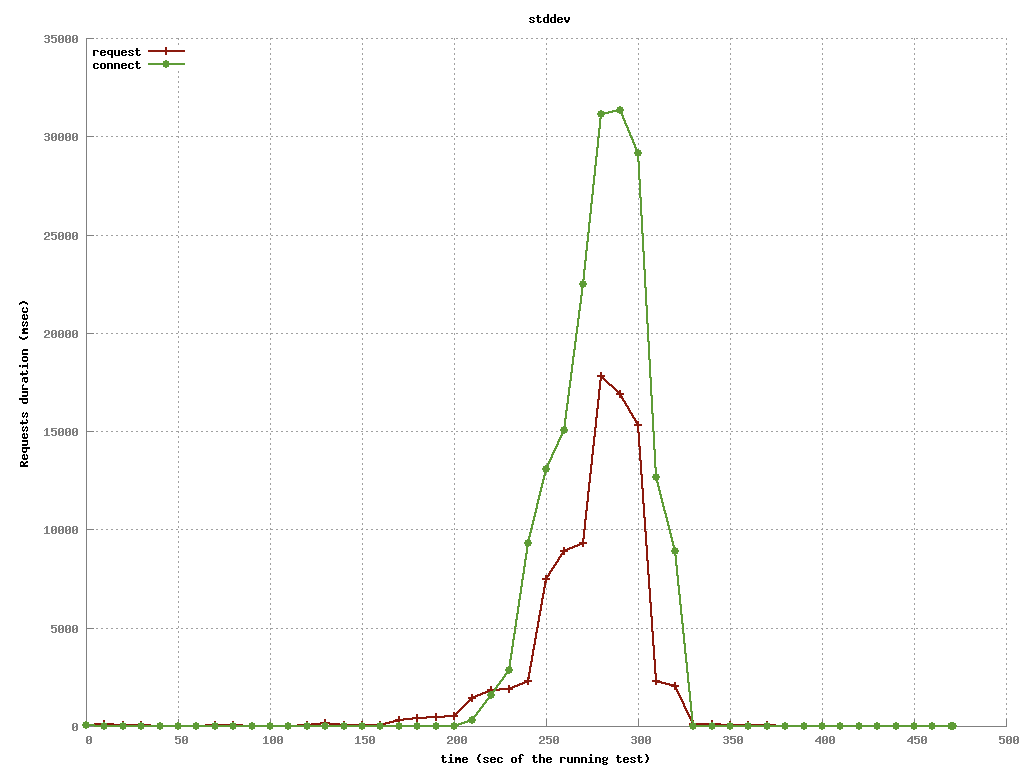 stddev
request
connect
35000
30000
25000
20000
15000
10000
5000
0
Requests duration (msec)
0 50 100 150 200 250 300 350 400 450 500
time (sec of the running test)